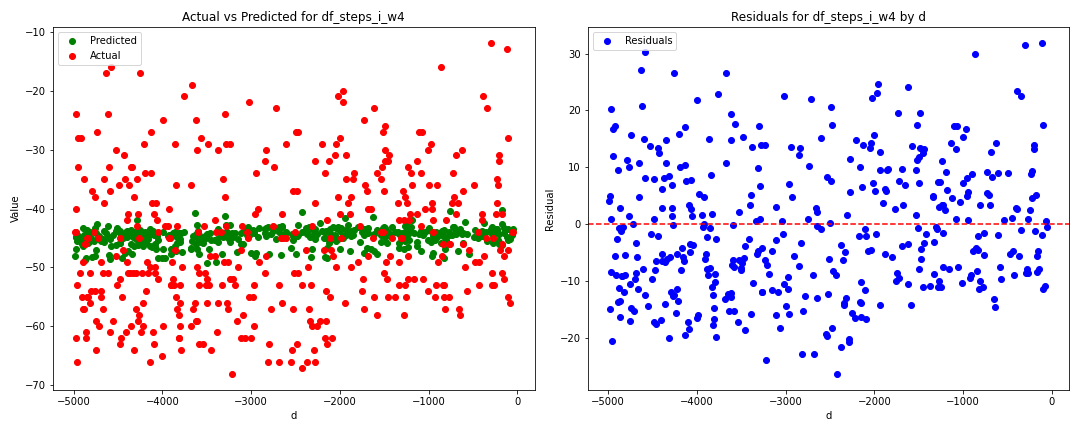 Actual vs Predicted for df_steps_i_w4
Predicted
Actual
Value
−10
−20
−30
−40
−50
−60
−70
−5000
−4000
−3000
−2000
−1000
0
d
Residuals for df_steps_i_w4 by d
Residuals
Residual
30
20
10
0
−10
−20
−5000
−4000
−3000
−2000
−1000
0
d